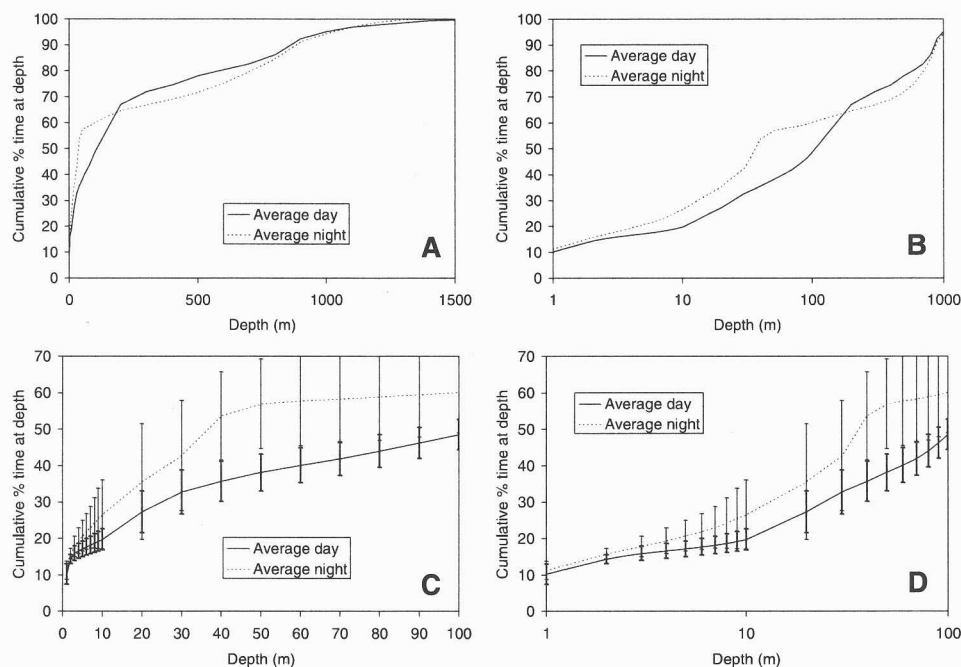 100
90
80
70
60
50
40
30
20
10
0
Cumulative % time at depth
Average day
Average night
A
0
500
1000
1500
Depth (m)
100
90
80
70
60
50
40
30
20
10
0
Cumulative % time at depth
Average day
Average night
B
1
10
100
1000
Depth (m)
70
60
50
40
30
20
10
0
Cumulative % time at depth
Average day
Average night
C
0 10 20 30 40 50 60 70 80 90 100
Depth (m)
70
60
50
40
30
20
10
0
Cumulative % time at depth
Average day
Average night
D
1
10
100
Depth (m)